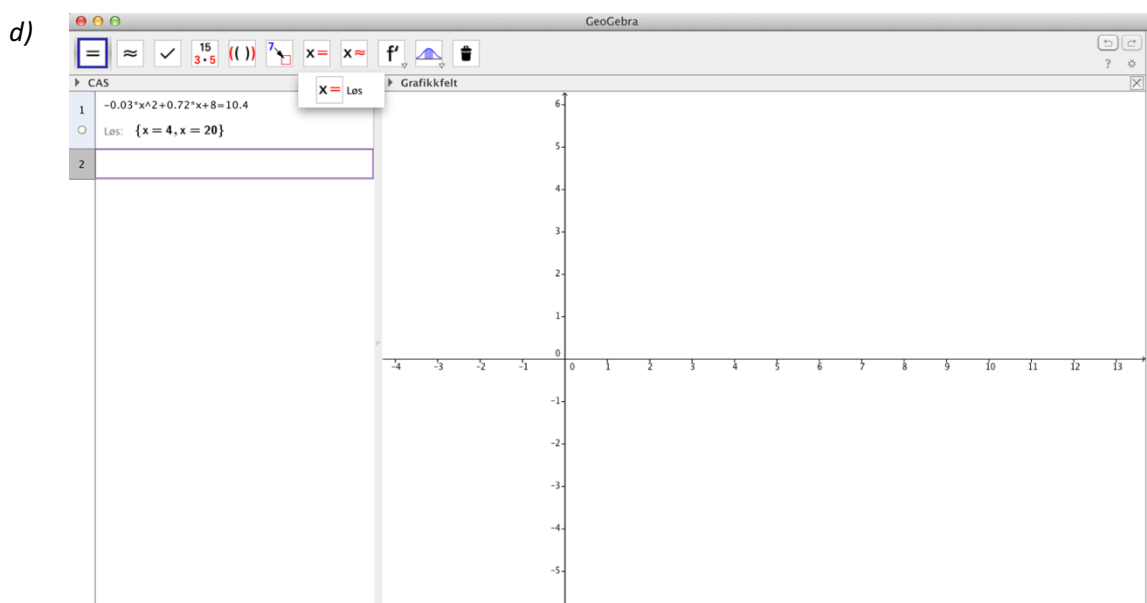 d)
GeoGebra
= ≈ ✓ 15 3·5 (( )) 7 x= x≈ f′
?
CAS
x= Løs
Grafikkfelt
1 -0.03*x^2+0.72*x+8=10.4
Løs: {x = 4, x = 20}
2
6
5
4
3
2
1
0
-4 -3 -2 -1 0 1 2 3 4 5 6 7 8 9 10 11 12 13
-1
-2
-3
-4
-5